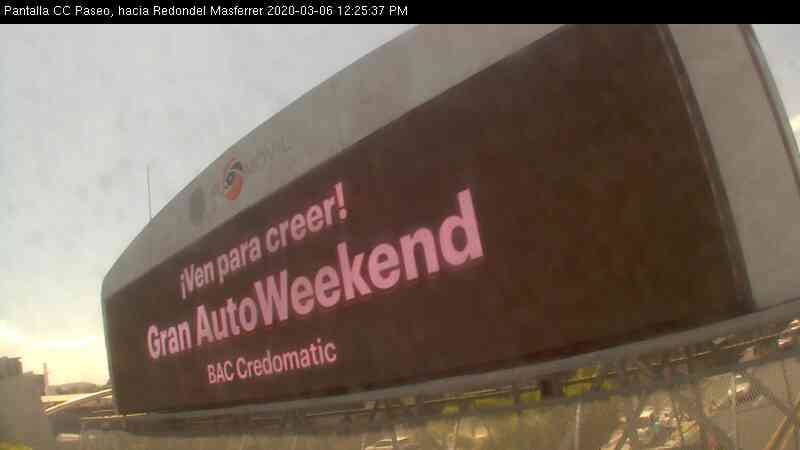 Pantalla CC Paseo, hacia Redondel Masferrer 2020-03-06 12:25:37 PM
¡Ven para creer!
Gran AutoWeekend
BAC Credomatic